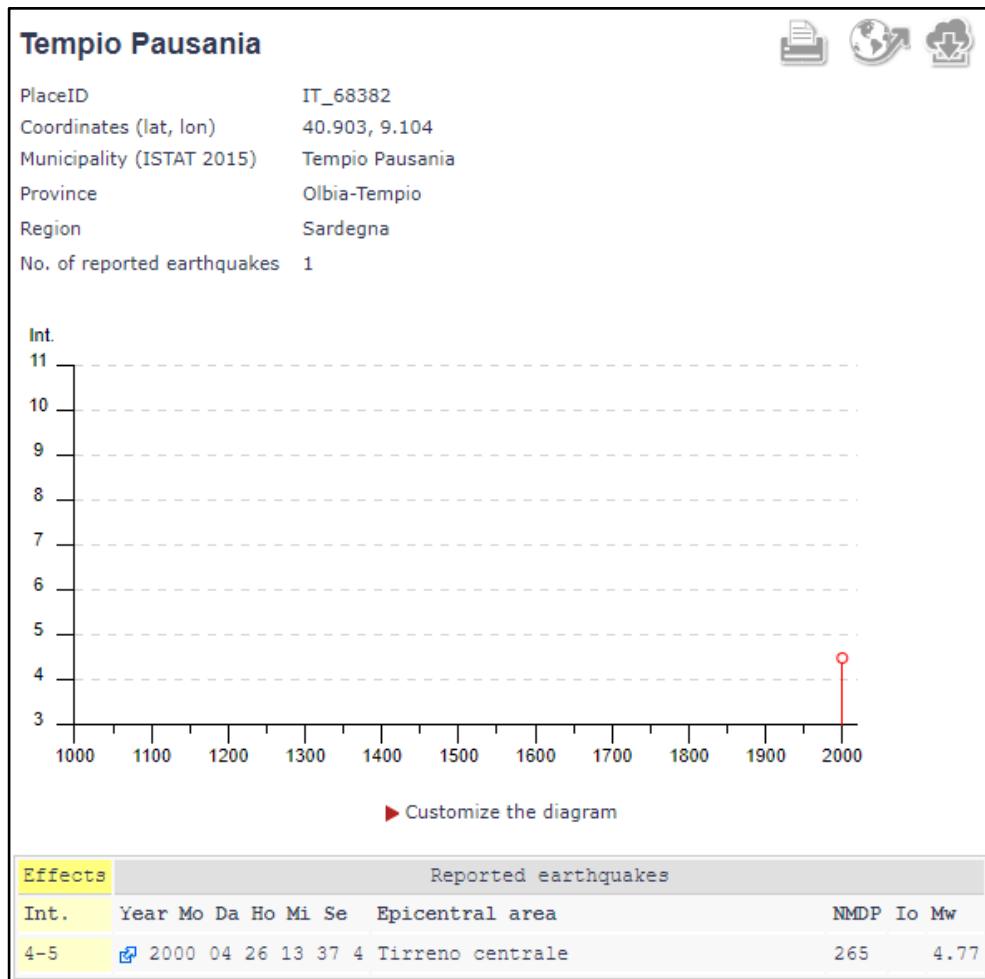 Tempio Pausania
PlaceID IT_68382
Coordinates (lat, lon) 40.903, 9.104
Municipality (ISTAT 2015) Tempio Pausania
Province Olbia-Tempio
Region Sardegna
No. of reported earthquakes 1
Int.
11
10
9
8
7
6
5
4
3
1000 1100 1200 1300 1400 1500 1600 1700 1800 1900 2000
Customize the diagram
Effects Reported earthquakes
Int. Year Mo Da Ho Mi Se Epicentral area NMDP Io Mw
4-5 2000 04 26 13 37 4 Tirreno centrale 265 4.77